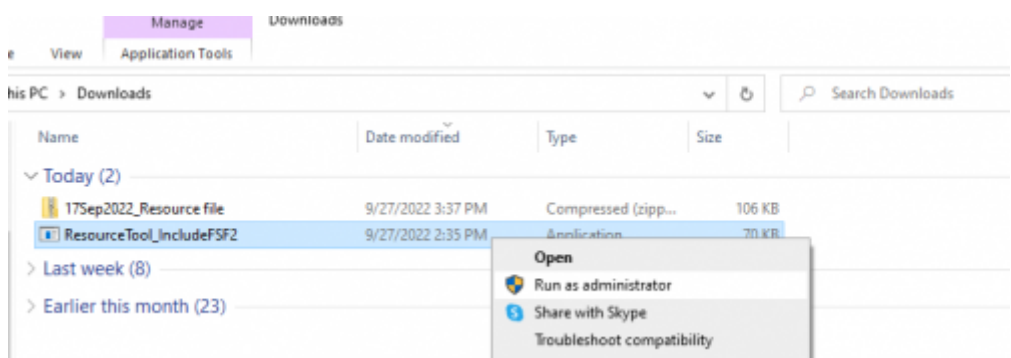 Manage Downloads
View Application Tools
his PC > Downloads Search Downloads
Name Date modified Type Size
Today (2)
17Sep2022_Resource file 9/27/2022 3:37 PM Compressed (zipp... 106 KB
ResourceTool_IncludeFSF2 9/27/2022 2:35 PM Application 70 KB
Open
Last week (8)
Run as administrator
Earlier this month (23)
Share with Skype
Troubleshoot compatibility